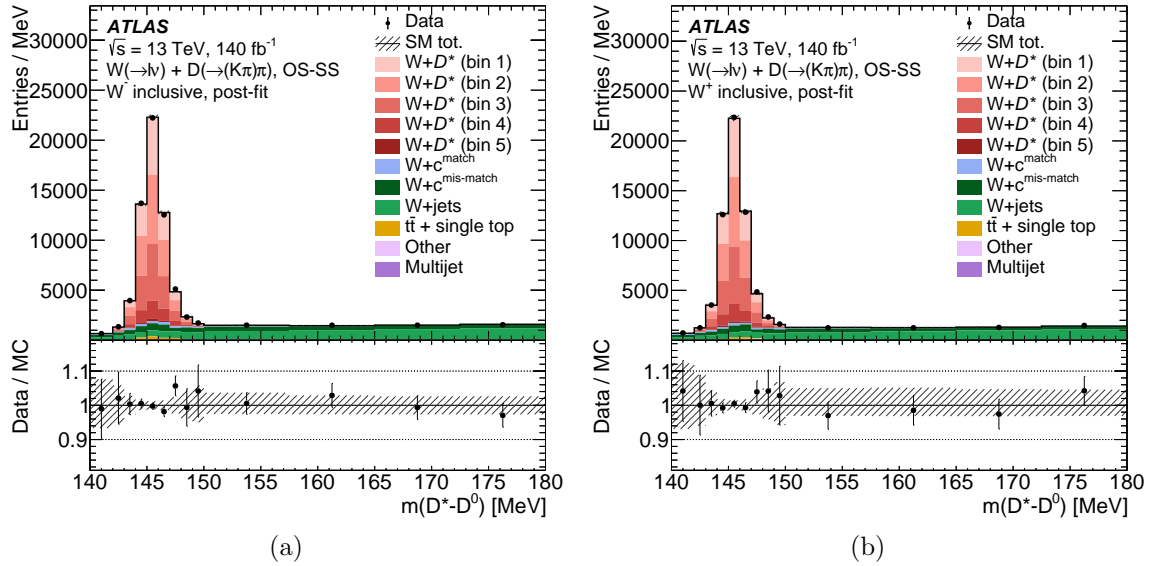 ATLAS
√s = 13 TeV, 140 fb⁻¹
W(→lν) + D(→(Kπ)π), OS-SS
W⁻ inclusive, post-fit
Data
SM tot.
W+D* (bin 1)
W+D* (bin 2)
W+D* (bin 3)
W+D* (bin 4)
W+D* (bin 5)
W+c^match
W+c^mis-match
W+jets
tt̄ + single top
Other
Multijet
Entries / MeV
30000
25000
20000
15000
10000
5000
Data / MC
1.1
1
0.9
140 145 150 155 160 165 170 175 180
m(D*-D⁰) [MeV]
(a)
ATLAS
√s = 13 TeV, 140 fb⁻¹
W(→lν) + D(→(Kπ)π), OS-SS
W⁺ inclusive, post-fit
Data
SM tot.
W+D* (bin 1)
W+D* (bin 2)
W+D* (bin 3)
W+D* (bin 4)
W+D* (bin 5)
W+c^match
W+c^mis-match
W+jets
tt̄ + single top
Other
Multijet
Entries / MeV
30000
25000
20000
15000
10000
5000
Data / MC
1.1
1
0.9
140 145 150 155 160 165 170 175 180
m(D*-D⁰) [MeV]
(b)